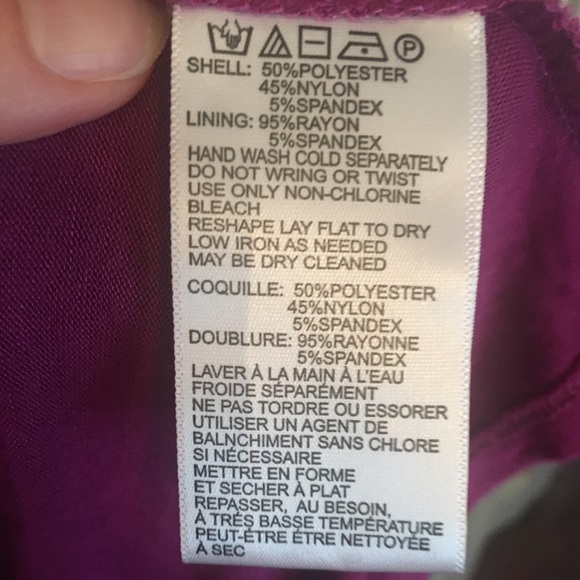 P
SHELL: 50%POLYESTER
45%NYLON
5%SPANDEX
LINING: 95%RAYON
5%SPANDEX
HAND WASH COLD SEPARATELY
DO NOT WRING OR TWIST
USE ONLY NON-CHLORINE
BLEACH
RESHAPE LAY FLAT TO DRY
LOW IRON AS NEEDED
MAY BE DRY CLEANED
COQUILLE: 50%POLYESTER
45%NYLON
5%SPANDEX
DOUBLURE: 95%RAYONNE
5%SPANDEX
LAVER À LA MAIN À L'EAU
FROIDE SÉPARÉMENT
NE PAS TORDRE OU ESSORER
UTILISER UN AGENT DE
BALNCHIMENT SANS CHLORE
SI NÉCESSAIRE
METTRE EN FORME
ET SECHER À PLAT
REPASSER, AU BESOIN,
À TRÉS BASSE TEMPÉRATURE
PEUT-ÉTRE ÉTRE NETTOYÉE
À SEC